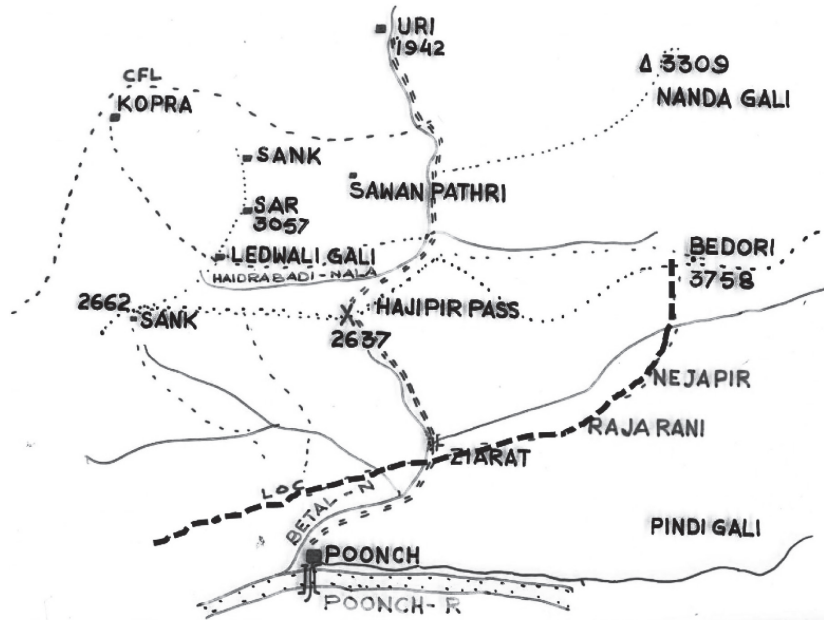 URI
1942
3309
NANDA GALI
CFL
KOPRA
SANK
SAWAN PATHRI
SAR
3057
LEDWALI GALI
HAIDRABADI - NALA
BEDORI
3758
2662
SANK
HAJIPIR PASS
2637
NEJAPIR
RAJA RANI
ZIARAT
LOC
BETAL - N
PINDI GALI
POONCH
POONCH - R